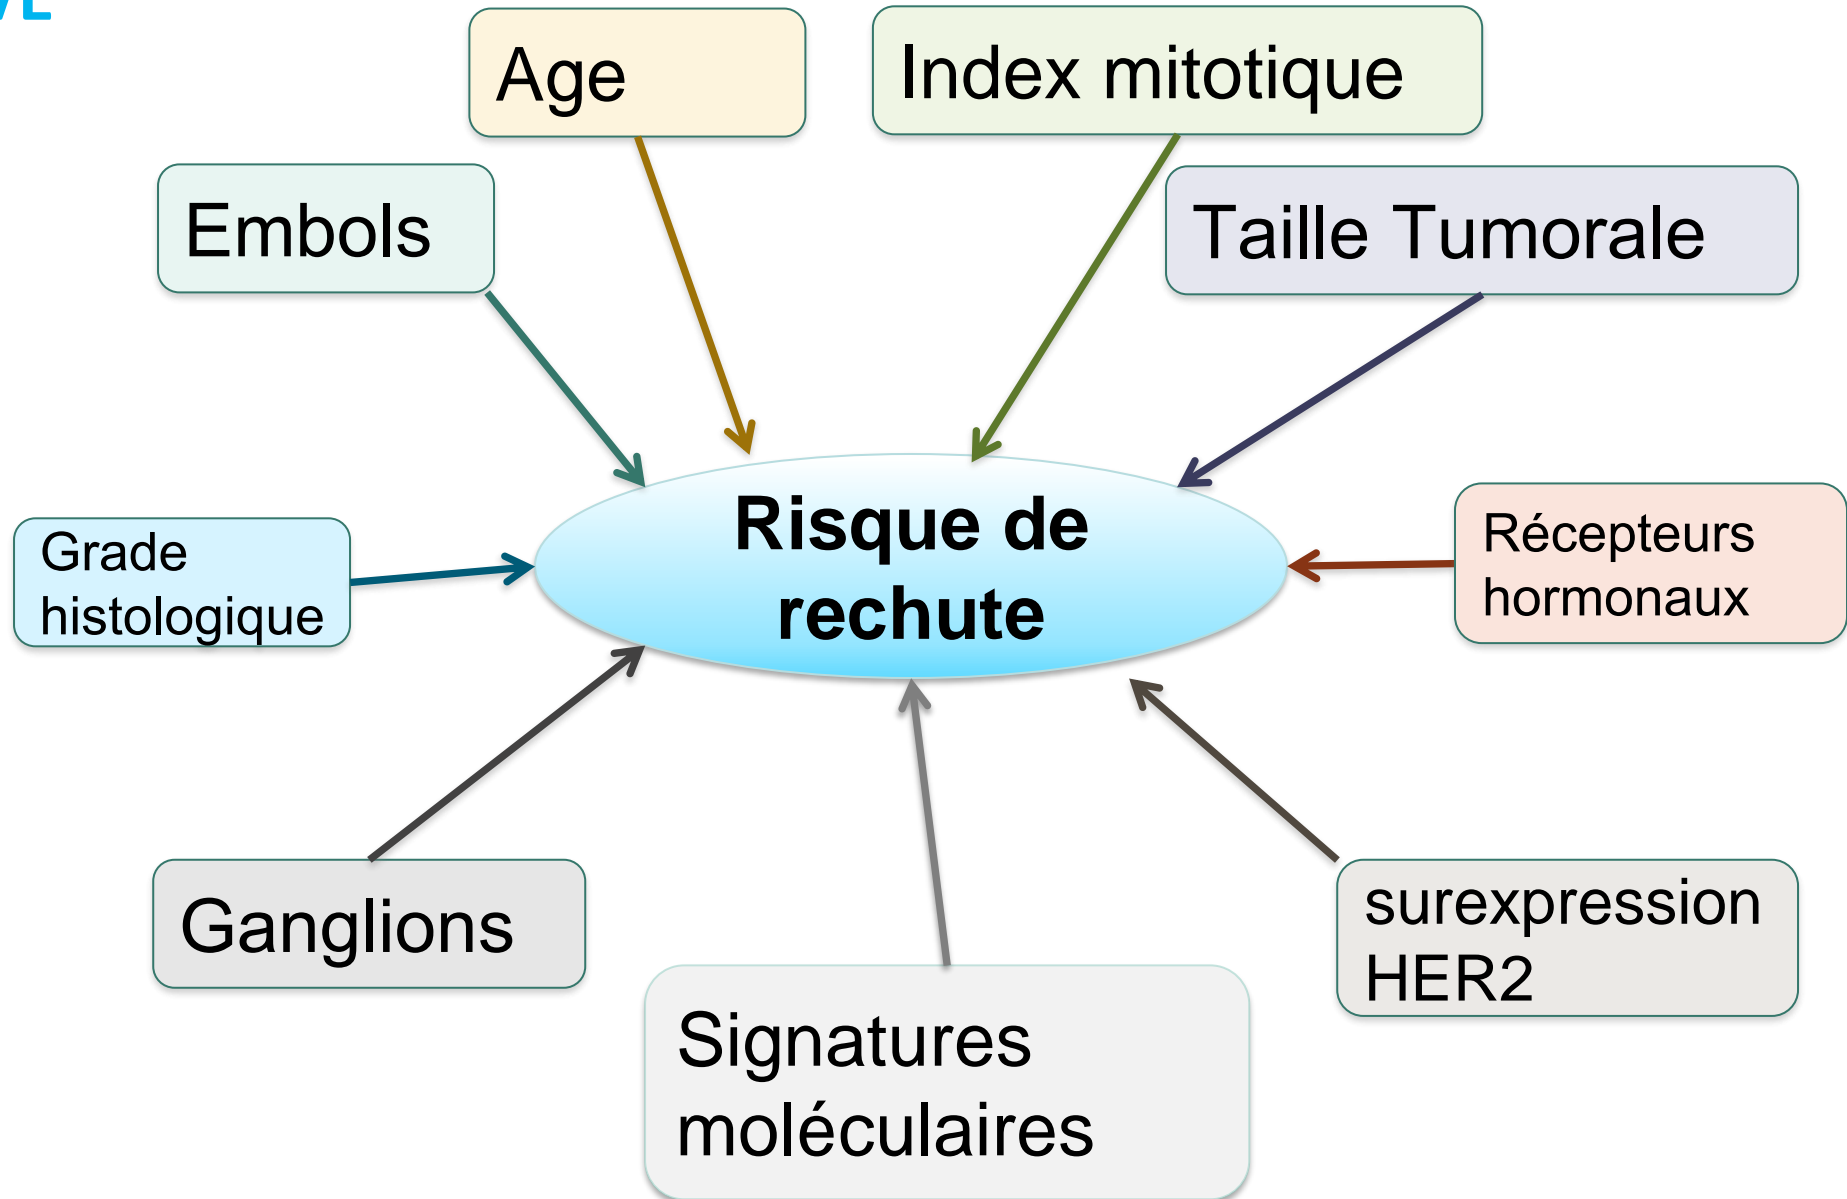 Age
Index mitotique
Embols
Taille Tumorale
Risque de
rechute
Grade
histologique
Récepteurs
hormonaux
Ganglions
surexpression
HER2
Signatures
moléculaires